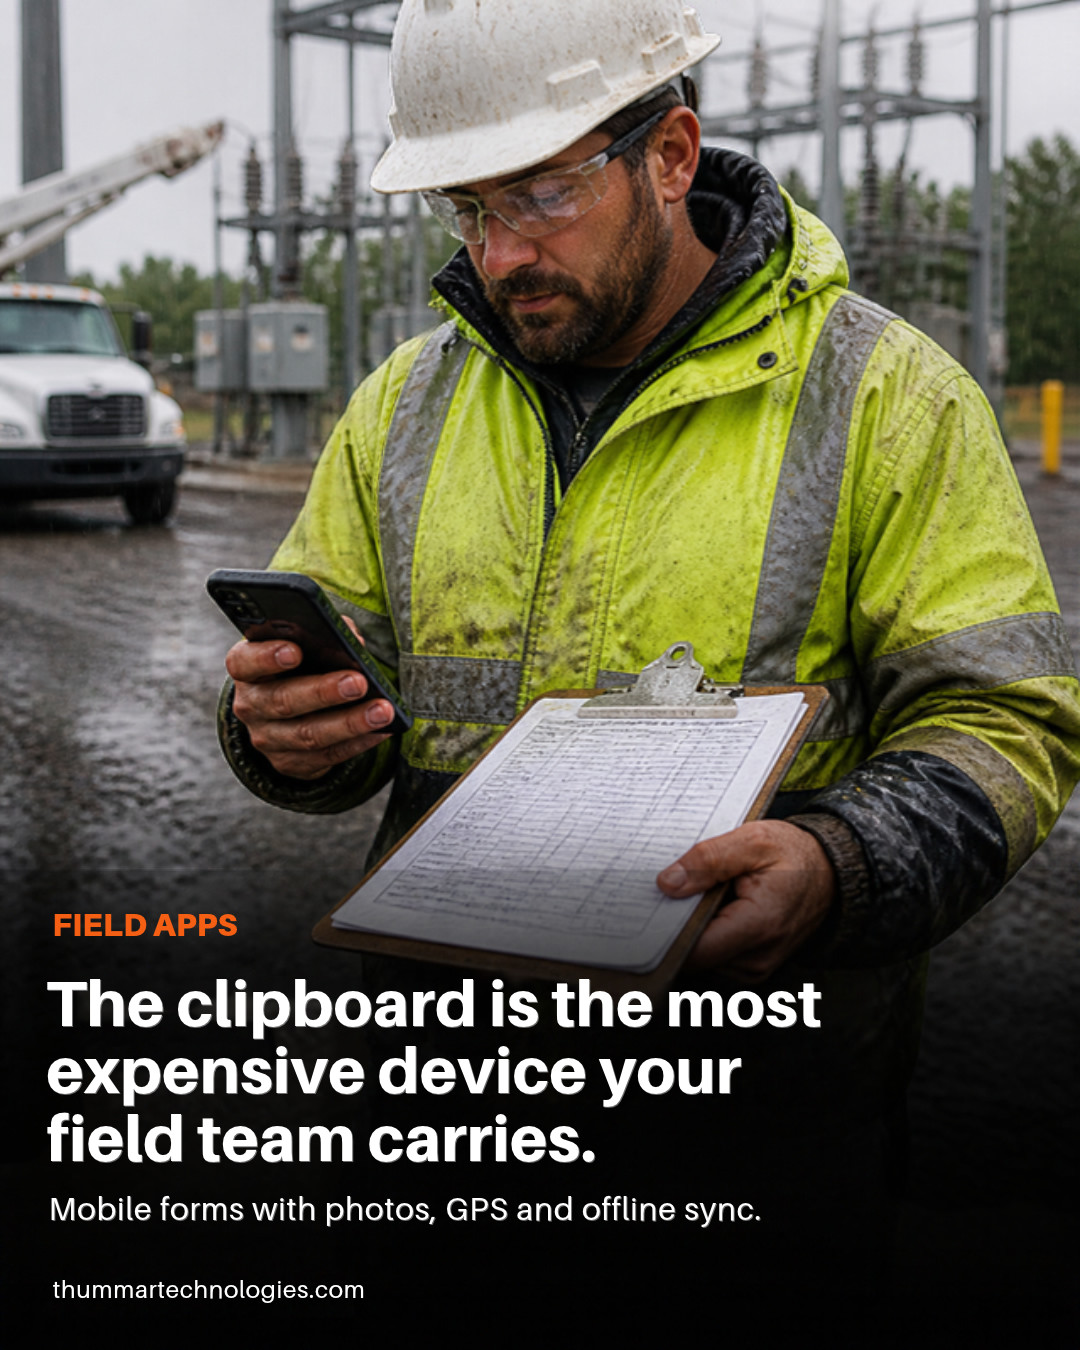 FIELD APPS
The clipboard is the most
expensive device your
field team carries.
Mobile forms with photos, GPS and offline sync.
thummartechnologies.com